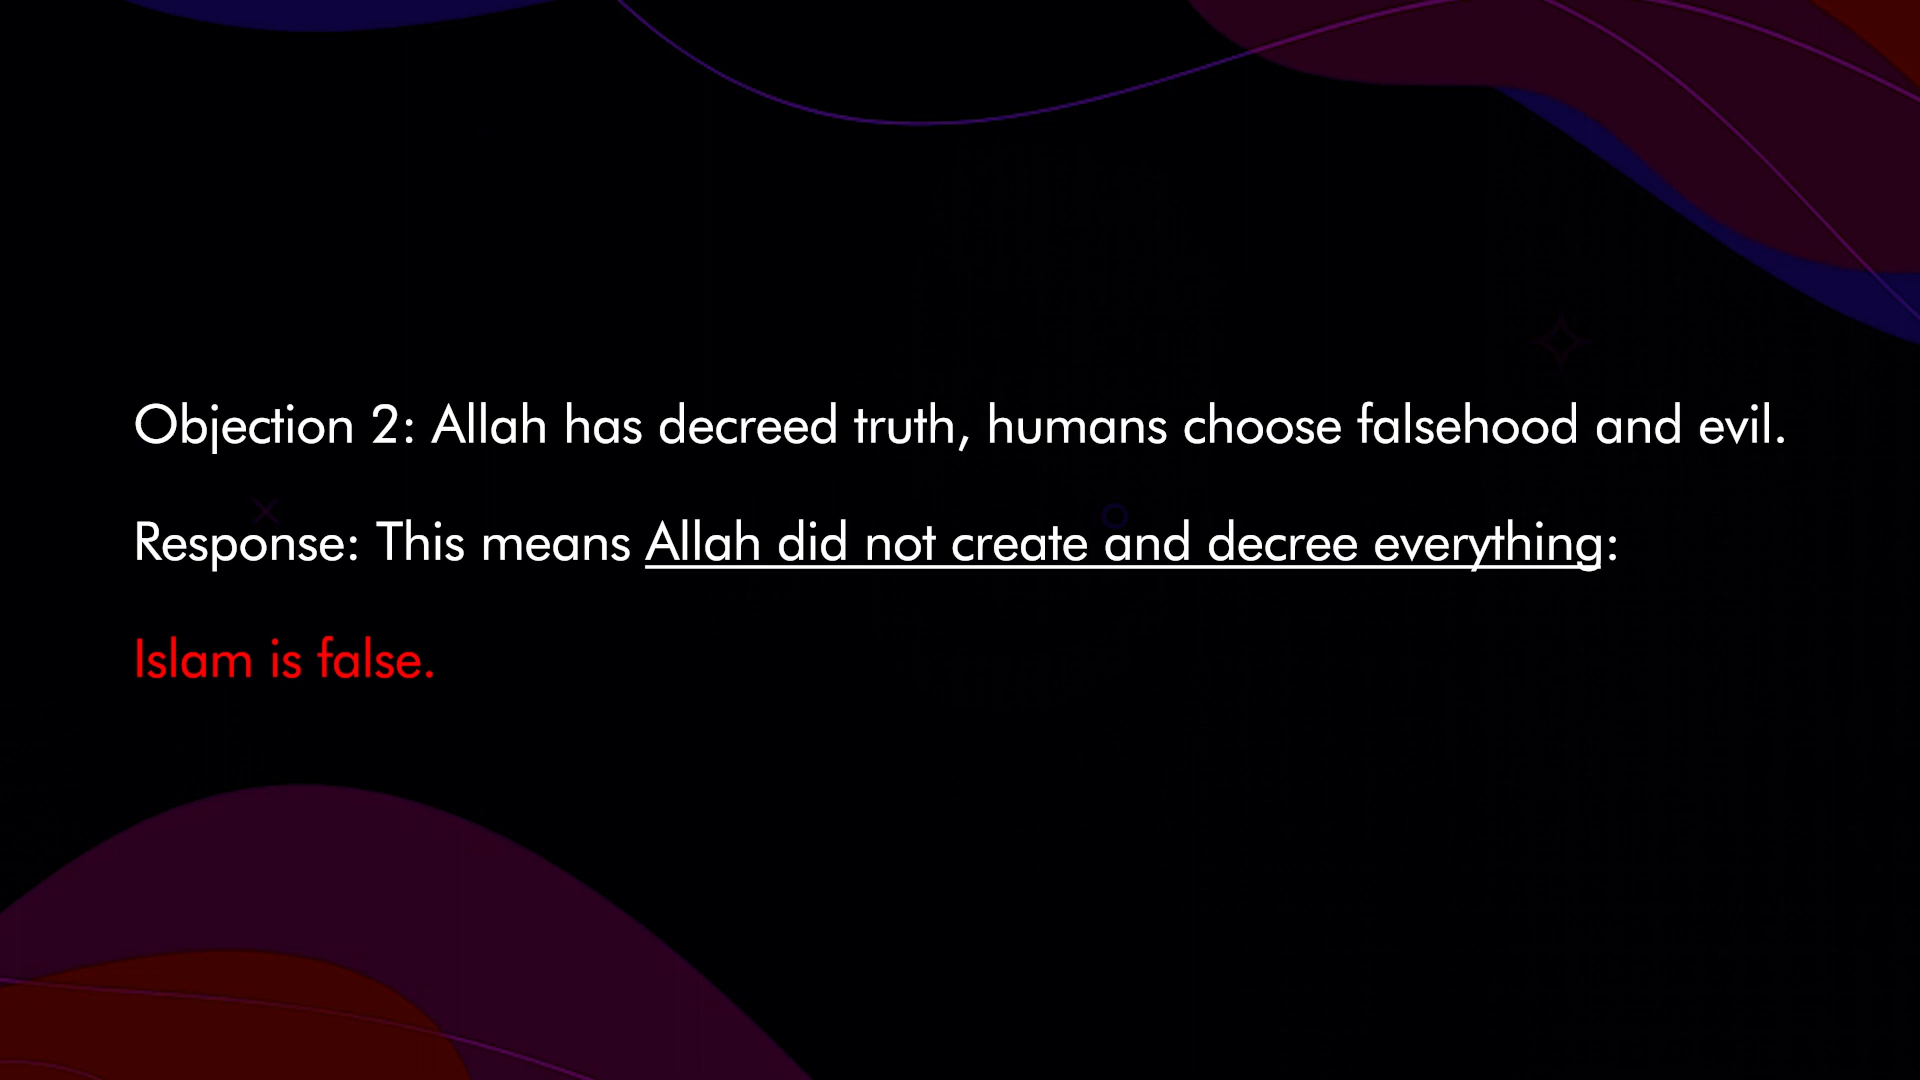 Objection 2: Allah has decreed truth, humans choose falsehood and evil.
Response: This means Allah did not create and decree everything:
Islam is false.